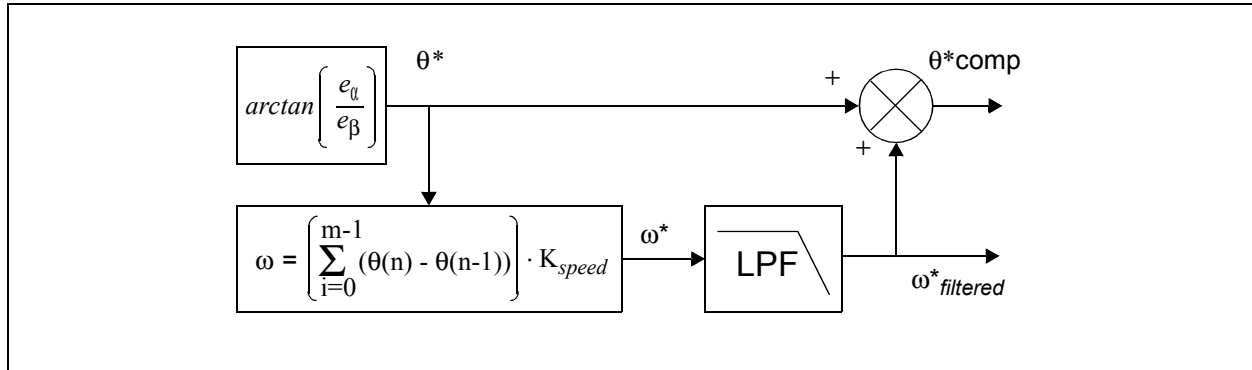 θ*
θ*comp
arctan ( eα / eβ )
+
+
ω = ( m-1 Σ i=0 (θ(n) - θ(n-1)) ) · Kspeed
ω*
LPF
ω*filtered